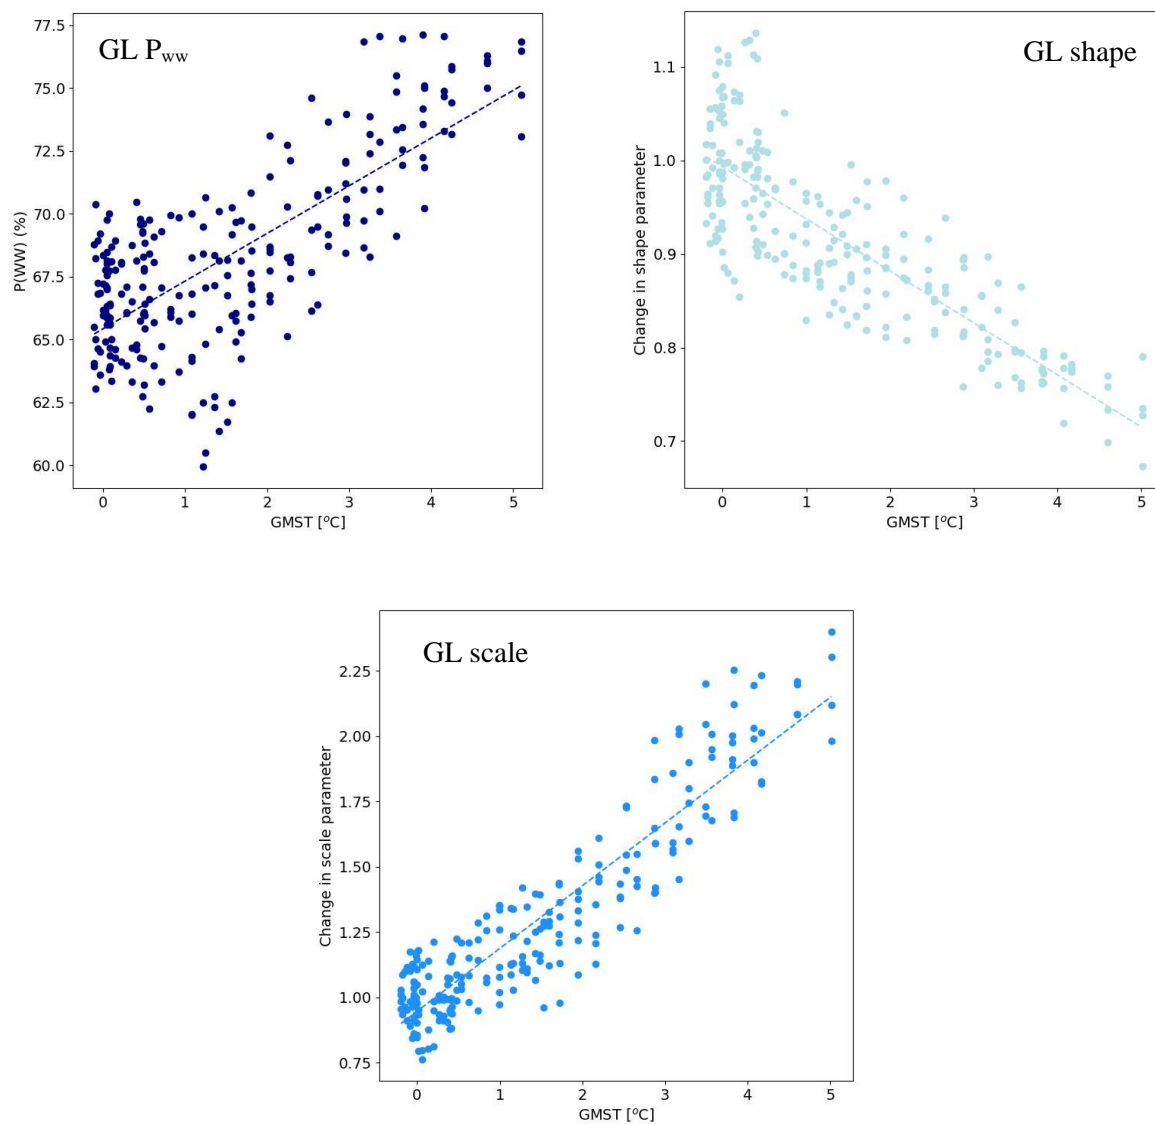 GL Pww
77.5
75.0
72.5
70.0
67.5
65.0
62.5
60.0
P(WW) (%)
0 1 2 3 4 5
GMST [°C]
GL shape
1.1
1.0
0.9
0.8
0.7
Change in shape parameter
0 1 2 3 4 5
GMST [°C]
GL scale
2.25
2.00
1.75
1.50
1.25
1.00
0.75
Change in scale parameter
0 1 2 3 4 5
GMST [°C]